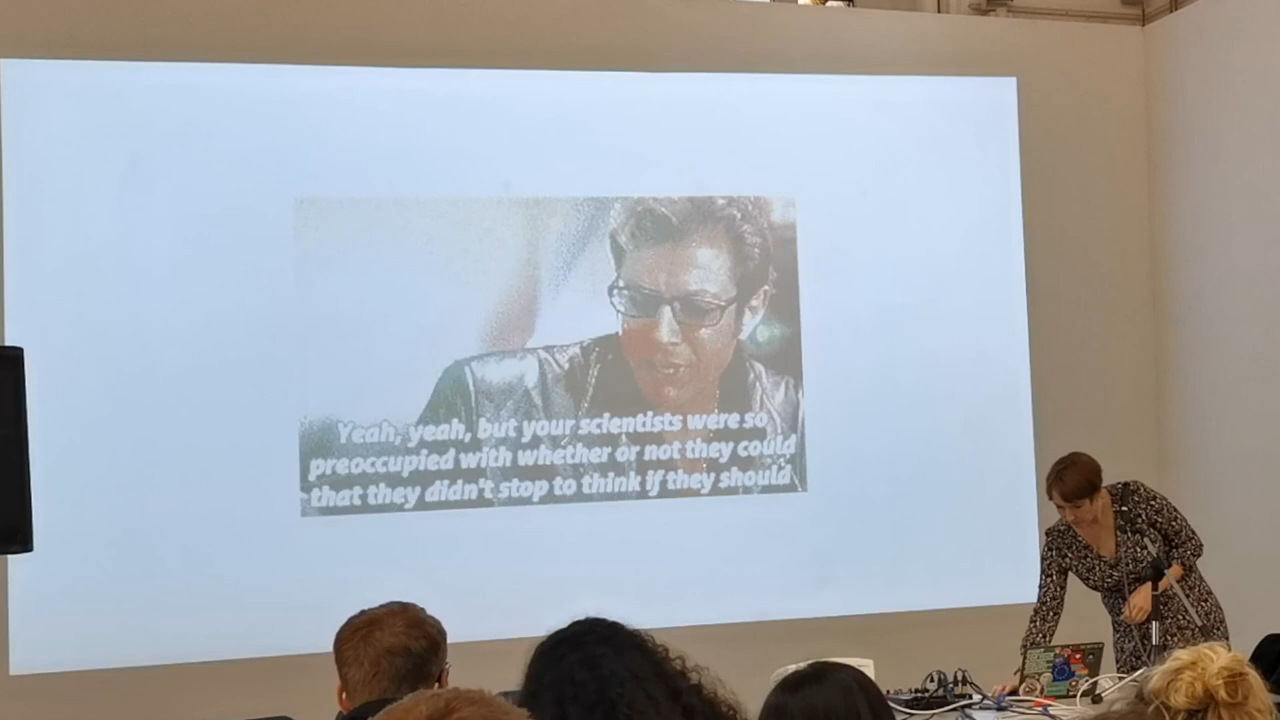 Yeah, yeah, but your scientists were so
preoccupied with whether or not they could
that they didn't stop to think if they should